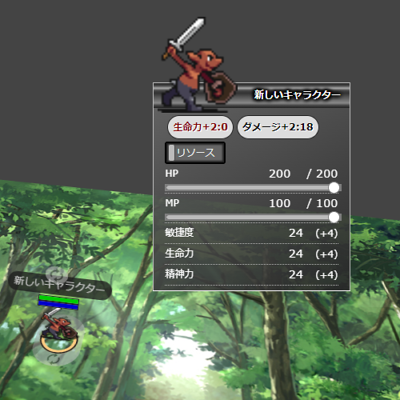 新しいキャラクター
生命力+2:0 ダメージ+2:18
リソース
HP 200 / 200
MP 100 / 100
敏捷度 24 (+4)
生命力 24 (+4)
精神力 24 (+4)
新しいキャラクター